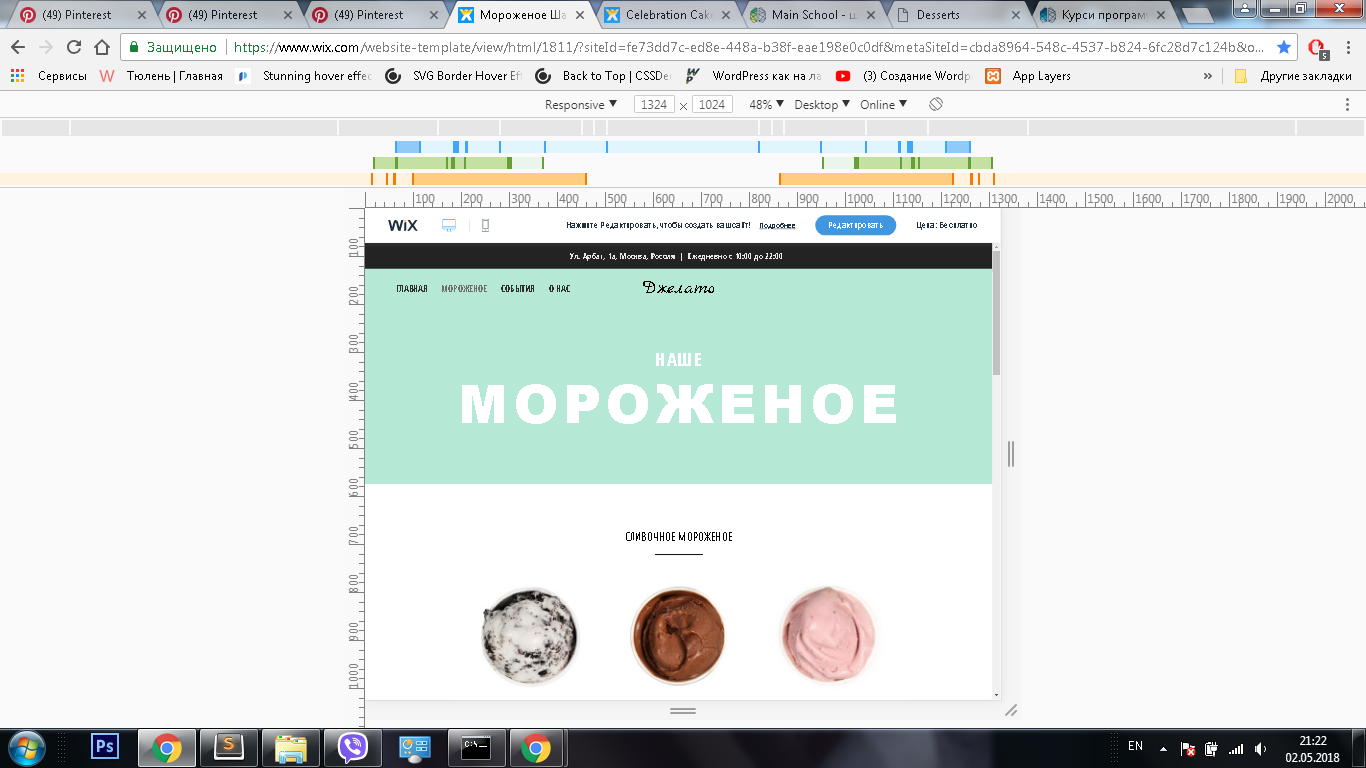 (49) Pinterest
(49) Pinterest
(49) Pinterest
Мороженое Ша
Celebration Cake
Main School - ш
Desserts
Курси програм
Защищено
https://www.wix.com/website-template/view/html/1811/?siteId=fe73dd7c-ed8e-448a-b38f-eae198e0c0df&metaSiteId=cbda8964-548c-4537-b824-6fc28d7c124b&o...
5
Сервисы
Тюлень | Главная
Stunning hover effec
SVG Border Hover Eff
Back to Top | CSSDe
WordPress как на ла
(3) Создание Wordp
App Layers
»
Другие закладки
Responsive ▼ 1324 × 1024 48% ▼ Desktop ▼ Online ▼
100 200 300 400 500 600 700 800 900 1000 1100 1200 1300 1400 1500 1600 1700 1800 1900 2000
100
200
300
400
500
600
700
800
900
1000
WiX
Нажмите Редактировать, чтобы создать ваш сайт! Подробнее
Редактировать
Цена: Бесплатно
Ул. Арбат, 1а, Москва, Россия | Ежедневно с 10:00 до 22:00
ГЛАВНАЯ МОРОЖЕНОЕ СОБЫТИЯ О НАС
Джелато
НАШЕ
МОРОЖЕНОЕ
СЛИВОЧНОЕ МОРОЖЕНОЕ
Ps
S
C:\_
EN
21:22
02.05.2018